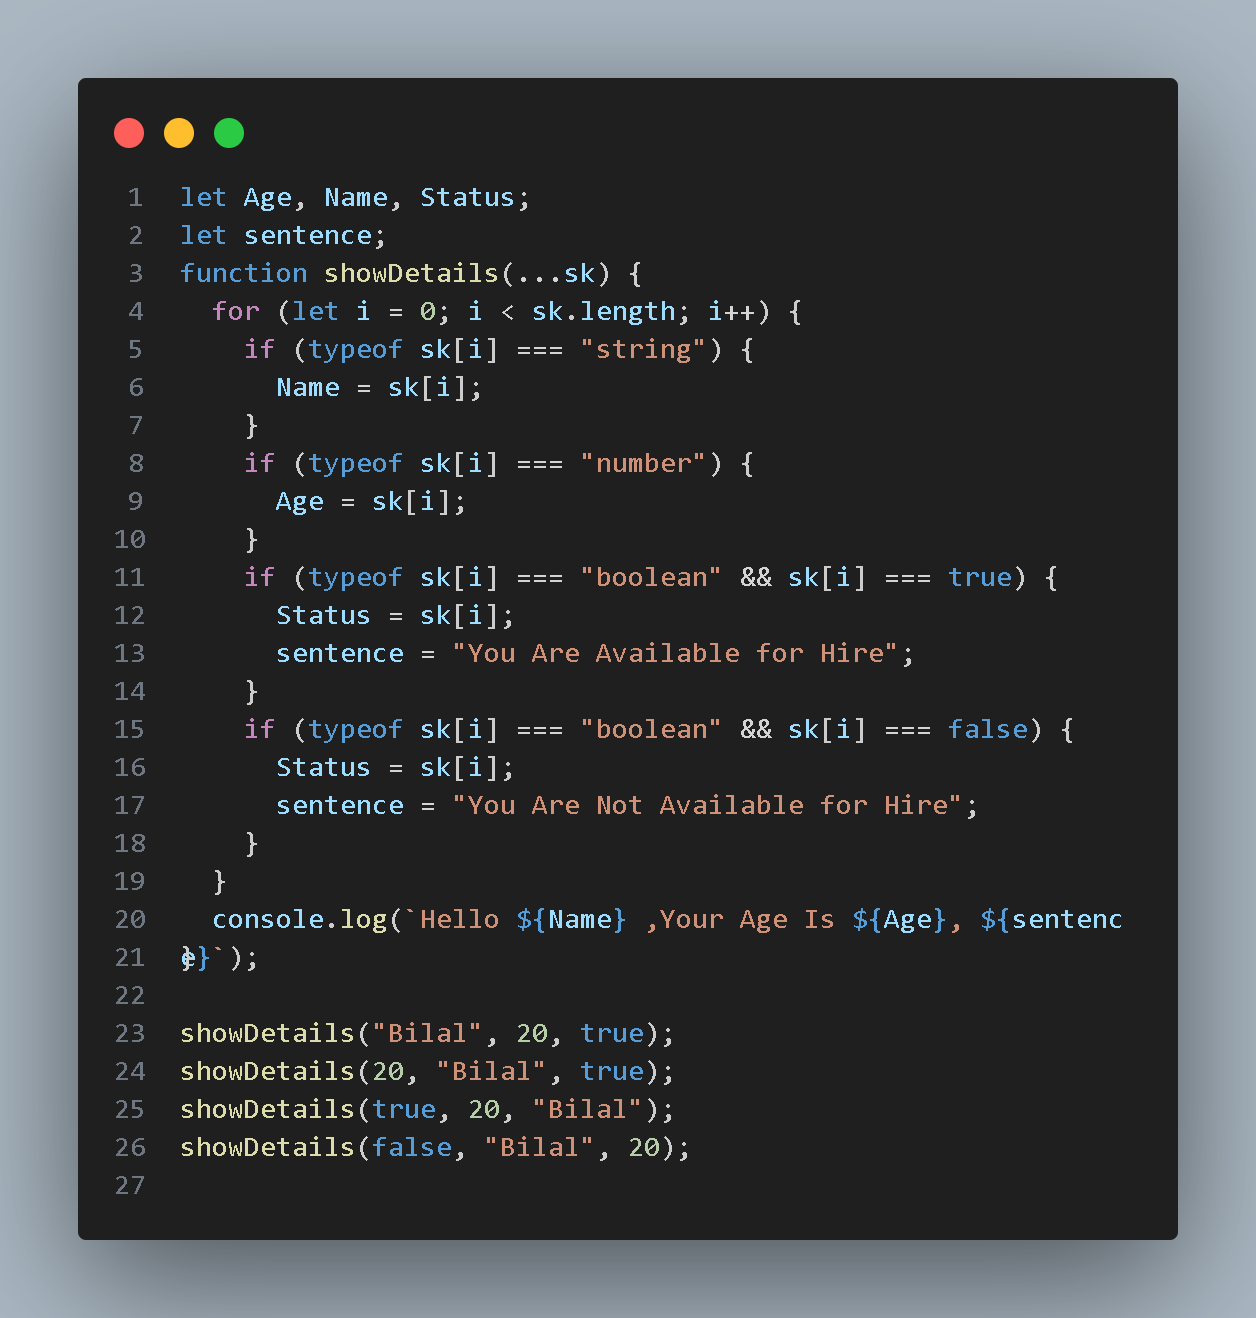 1 let Age, Name, Status;
2 let sentence;
3 function showDetails(...sk) {
4   for (let i = 0; i < sk.length; i++) {
5     if (typeof sk[i] === "string") {
6       Name = sk[i];
7     }
8     if (typeof sk[i] === "number") {
9       Age = sk[i];
10     }
11     if (typeof sk[i] === "boolean" && sk[i] === true) {
12       Status = sk[i];
13       sentence = "You Are Available for Hire";
14     }
15     if (typeof sk[i] === "boolean" && sk[i] === false) {
16       Status = sk[i];
17       sentence = "You Are Not Available for Hire";
18     }
19   }
20   console.log(`Hello ${Name} ,Your Age Is ${Age}, ${sentenc
e}`);
21 }
22
23 showDetails("Bilal", 20, true);
24 showDetails(20, "Bilal", true);
25 showDetails(true, 20, "Bilal");
26 showDetails(false, "Bilal", 20);
27